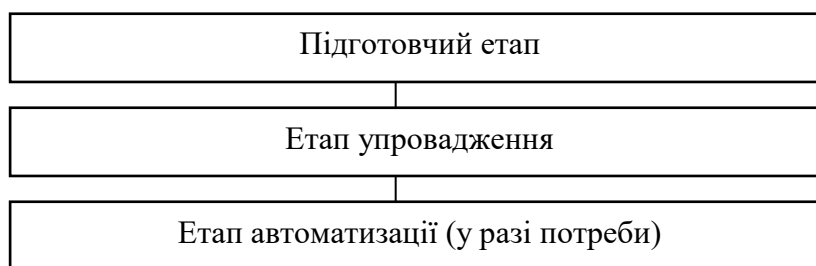 Підготовчий етап
Етап упровадження
Етап автоматизації (у разі потреби)